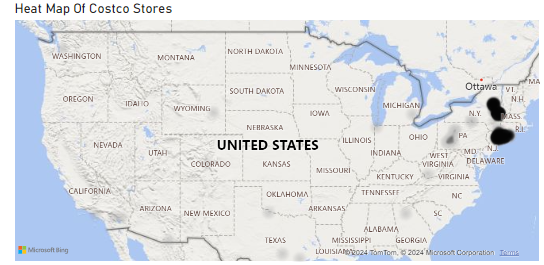 Heat Map Of Costco Stores
WASHINGTON
MONTANA
NORTH DAKOTA
MINNESOTA
Ottawa
VT.
MA
N.H.
OREGON
IDAHO
WYOMING
SOUTH DAKOTA
WISCONSIN
MICHIGAN
N.Y.
MASS
R.I.
IOWA
NEBRASKA
NEVADA
UTAH
COLORADO
UNITED STATES
KANSAS
ILLINOIS
INDIANA
OHIO
PA
N.J.
MD
DELAWARE
WEST
VIRGINIA
VIRGINIA
MISSOURI
KENTUCKY
CALIFORNIA
ARIZONA
NEW MEXICO
OKLAHOMA
ARKANSAS
TENNESSEE
NC
SC
TEXAS
LOUISIANA
MISSISSIPPI
ALABAMA
GEORGIA
Microsoft Bing
2024 TomTom, © 2024 Microsoft Corporation Terms